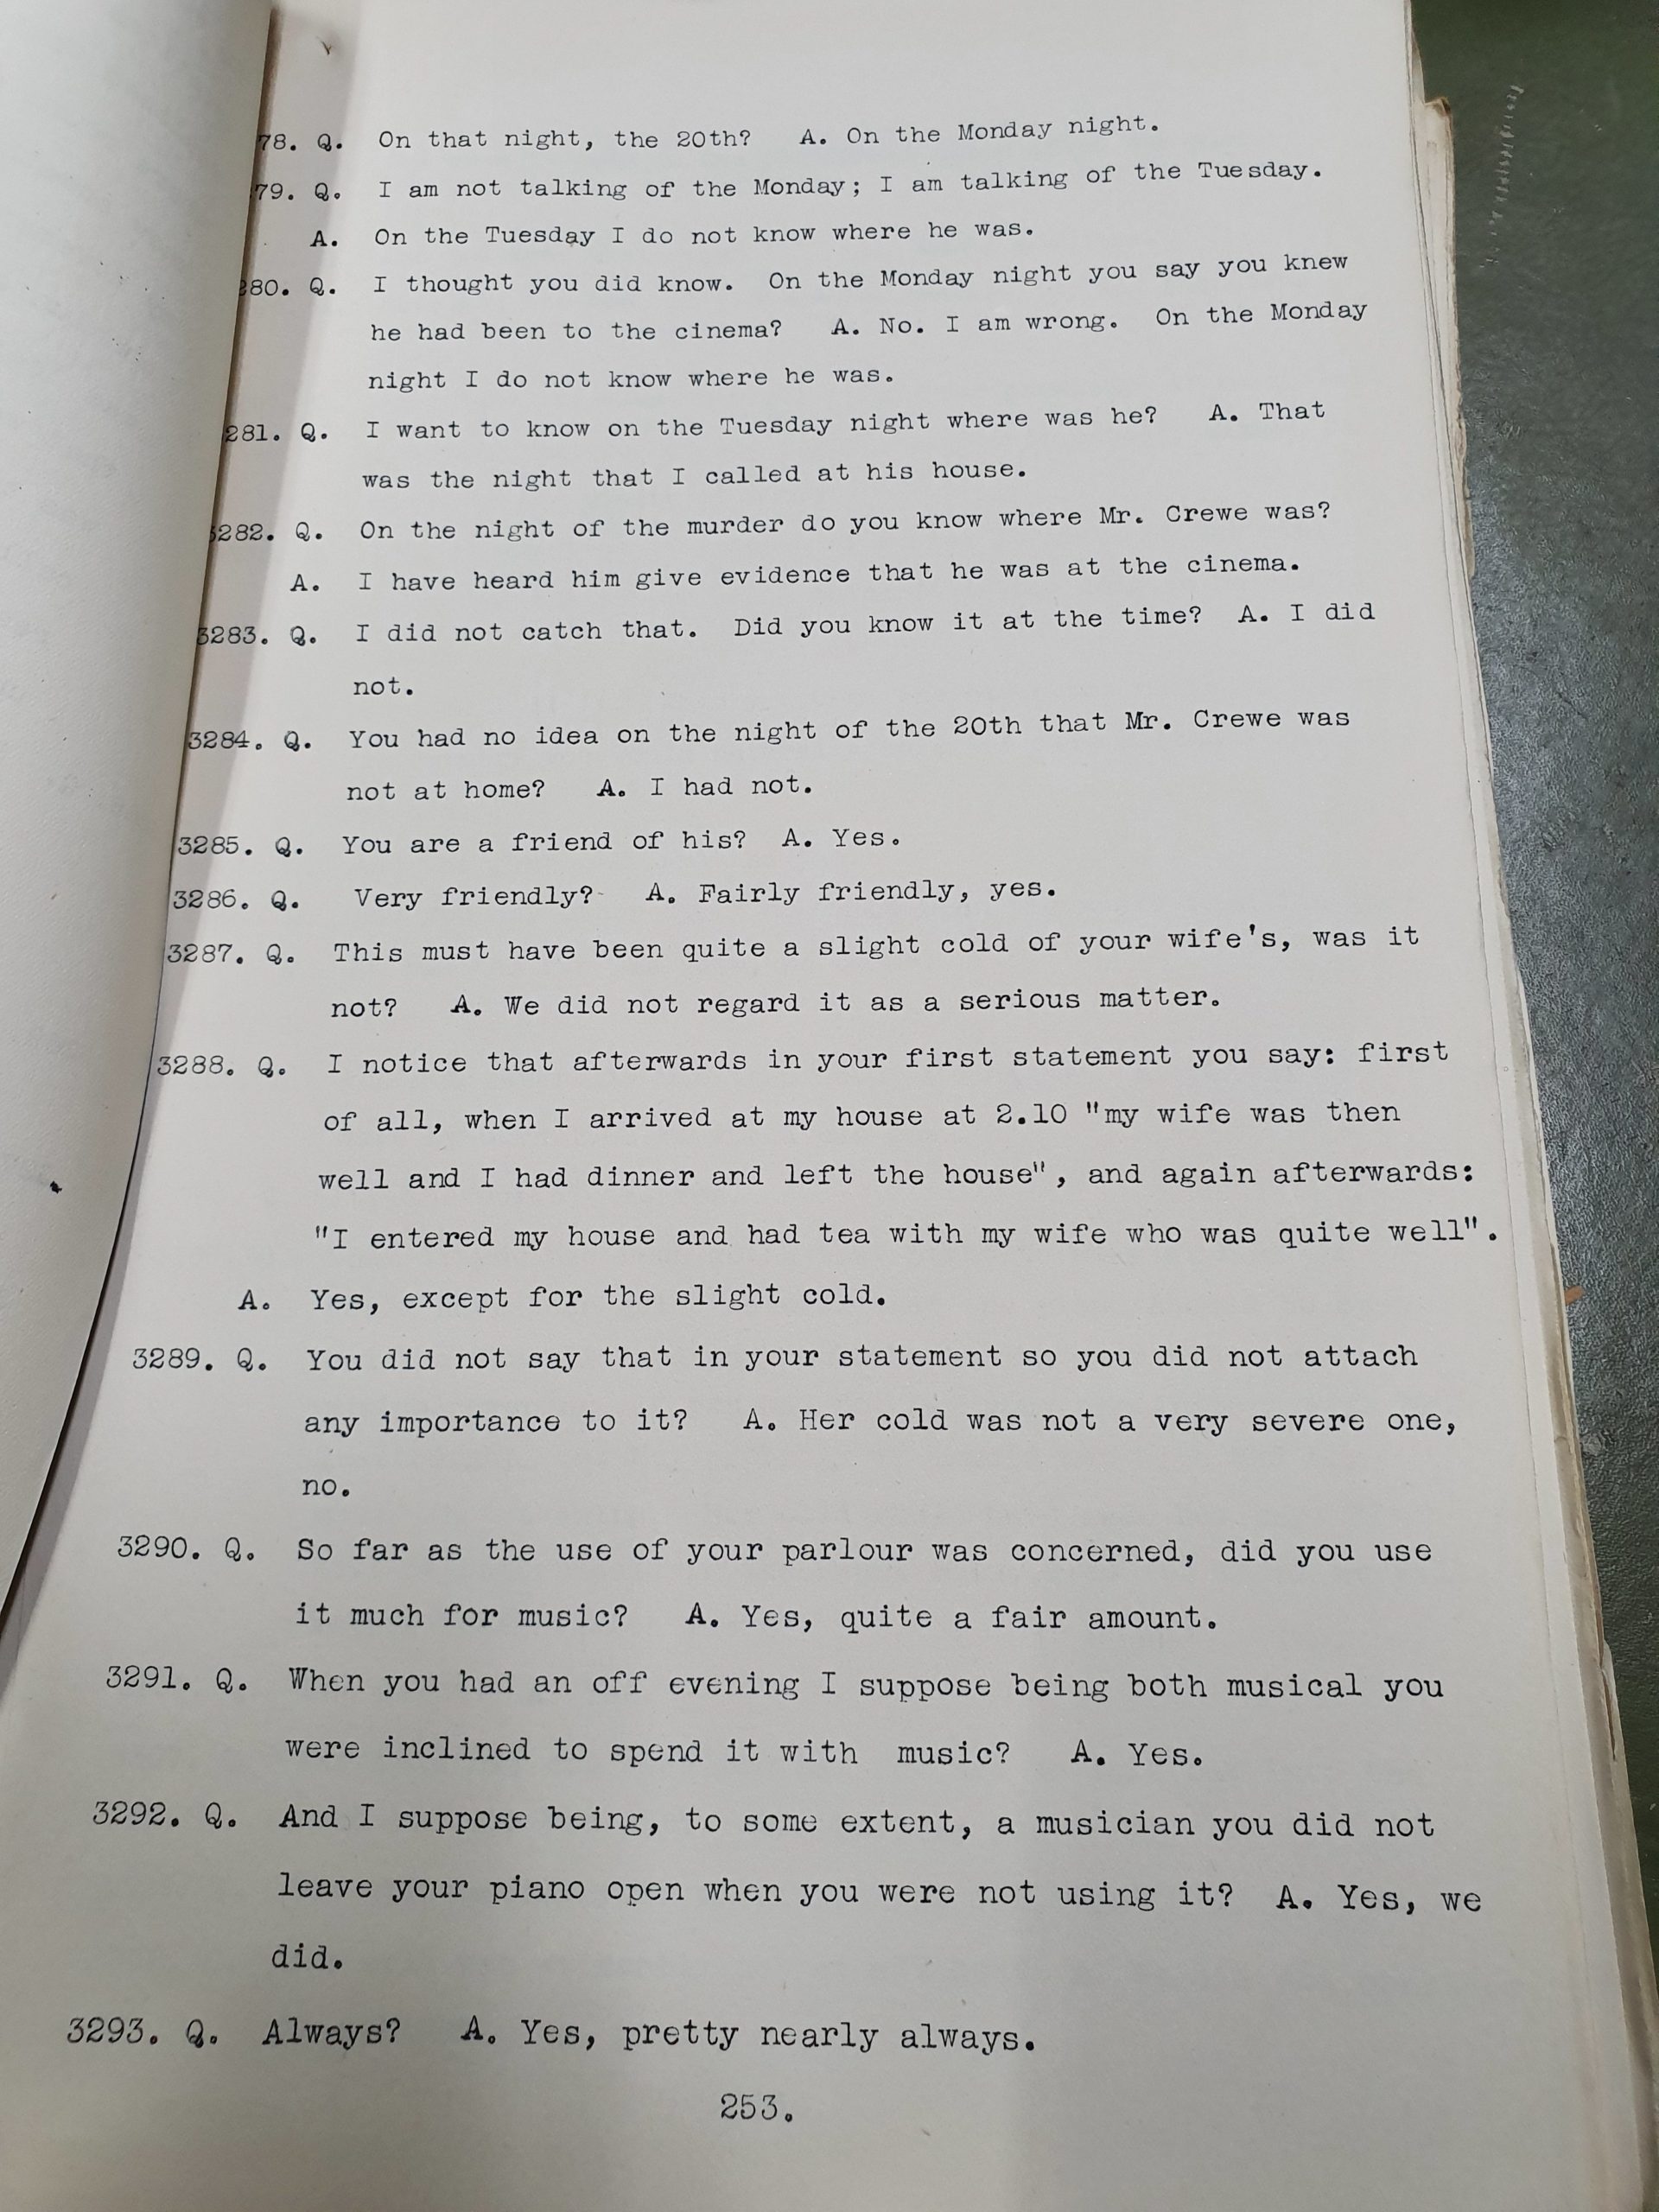 78. Q. On that night, the 20th? A. On the Monday night.
79. Q. I am not talking of the Monday; I am talking of the Tuesday.
A. On the Tuesday I do not know where he was.
280. Q. I thought you did know. On the Monday night you say you knew
he had been to the cinema? A. No. I am wrong. On the Monday
night I do not know where he was.
281. Q. I want to know on the Tuesday night where was he? A. That
was the night that I called at his house.
3282. Q. On the night of the murder do you know where Mr. Crewe was?
A. I have heard him give evidence that he was at the cinema.
3283. Q. I did not catch that. Did you know it at the time? A. I did
not.
3284. Q. You had no idea on the night of the 20th that Mr. Crewe was
not at home? A. I had not.
3285. Q. You are a friend of his? A. Yes.
3286. Q. Very friendly? A. Fairly friendly, yes.
3287. Q. This must have been quite a slight cold of your wife's, was it
not? A. We did not regard it as a serious matter.
3288. Q. I notice that afterwards in your first statement you say: first
of all, when I arrived at my house at 2.10 "my wife was then
well and I had dinner and left the house", and again afterwards:
"I entered my house and had tea with my wife who was quite well".
A. Yes, except for the slight cold.
3289. Q. You did not say that in your statement so you did not attach
any importance to it? A. Her cold was not a very severe one,
no.
3290. Q. So far as the use of your parlour was concerned, did you use
it much for music? A. Yes, quite a fair amount.
3291. Q. When you had an off evening I suppose being both musical you
were inclined to spend it with music? A. Yes.
3292. Q. And I suppose being, to some extent, a musician you did not
leave your piano open when you were not using it? A. Yes, we
did.
3293. Q. Always? A. Yes, pretty nearly always.
253.